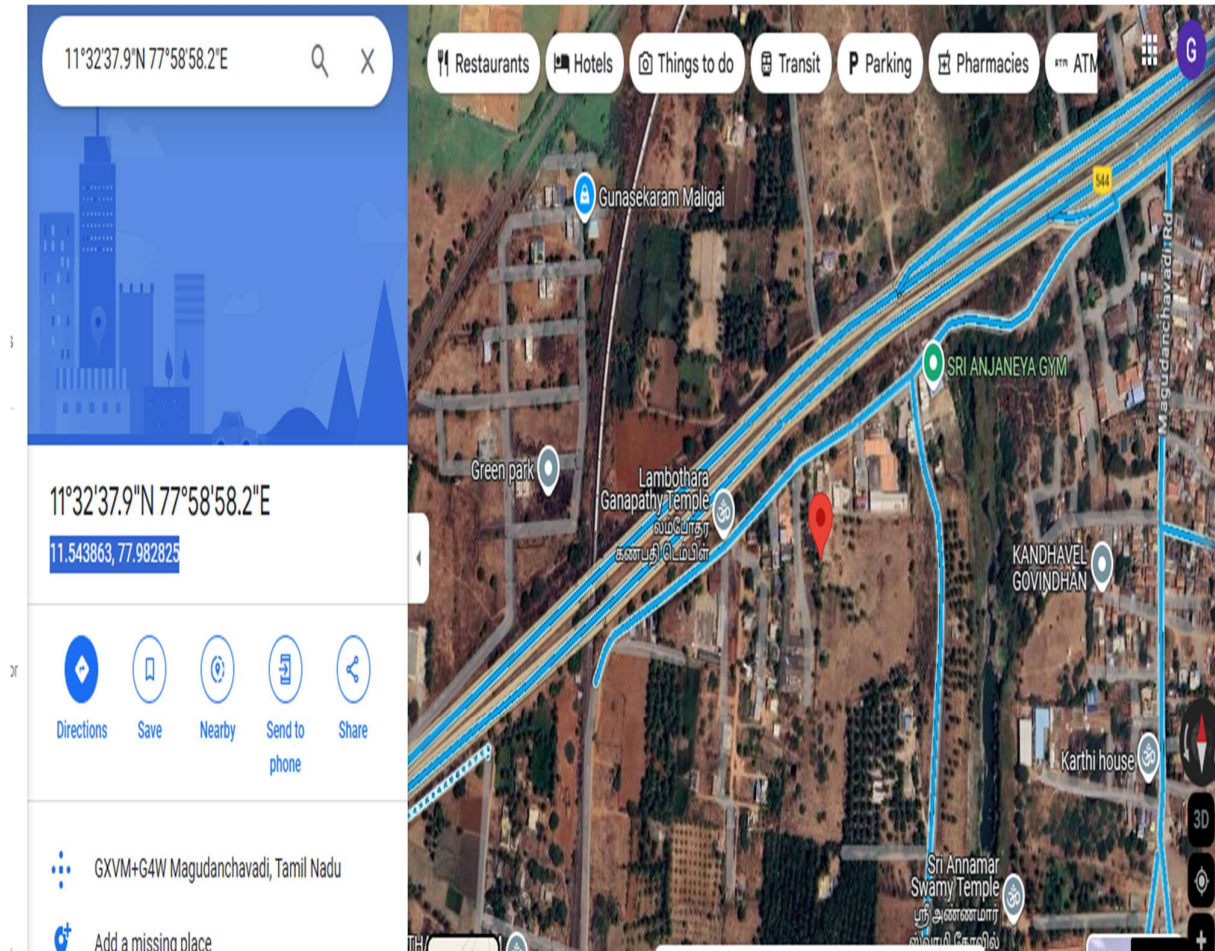 11°32'37.9"N 77°58'58.2"E
Restaurants
Hotels
Things to do
Transit
Parking
Pharmacies
ATM
G
11°32'37.9"N 77°58'58.2"E
11.543863, 77.982825
Directions
Save
Nearby
Send to
phone
Share
GXVM+G4W Magudanchavadi, Tamil Nadu
Add a missing place
Gunasekaram Maligai
544
Magudanchavadi Rd
SRI ANJANEYA GYM
Green park
Lambothara
Ganapathy Temple
லம்போதர
கணபதி டெம்பிள்
KANDHAVEL
GOVINDHAN
Karthi house
3D
Sri Annamar
Swamy Temple
ஸ்ரீ அண்ணமார்
ஸ்வாமி கோவில்